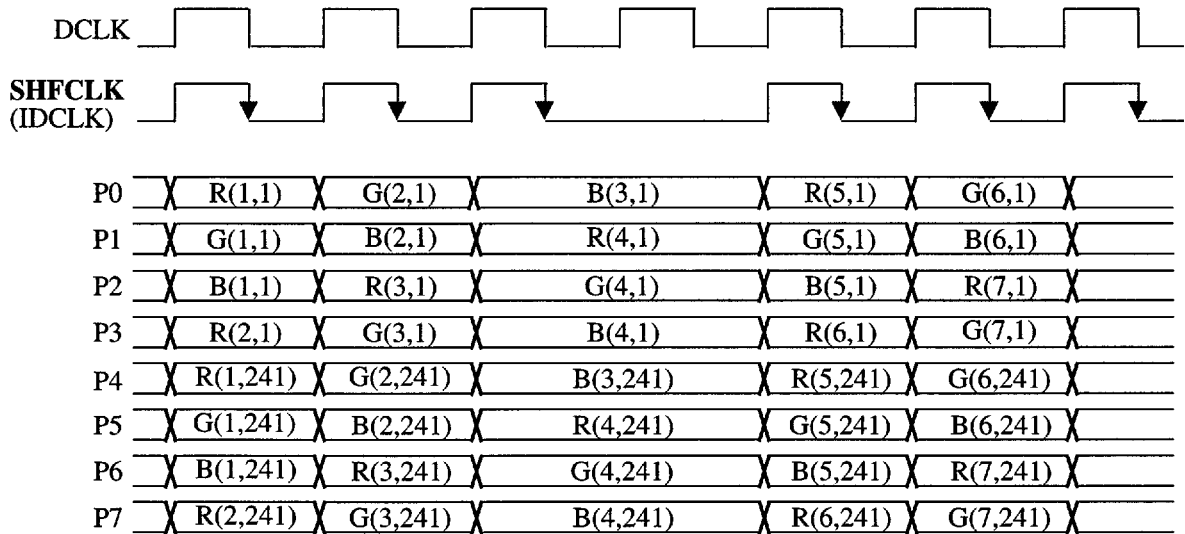 DCLK
SHFCLK
(IDCLK)
P0 R(1,1) G(2,1) B(3,1) R(5,1) G(6,1)
P1 G(1,1) B(2,1) R(4,1) G(5,1) B(6,1)
P2 B(1,1) R(3,1) G(4,1) B(5,1) R(7,1)
P3 R(2,1) G(3,1) B(4,1) R(6,1) G(7,1)
P4 R(1,241) G(2,241) B(3,241) R(5,241) G(6,241)
P5 G(1,241) B(2,241) R(4,241) G(5,241) B(6,241)
P6 B(1,241) R(3,241) G(4,241) B(5,241) R(7,241)
P7 R(2,241) G(3,241) B(4,241) R(6,241) G(7,241)